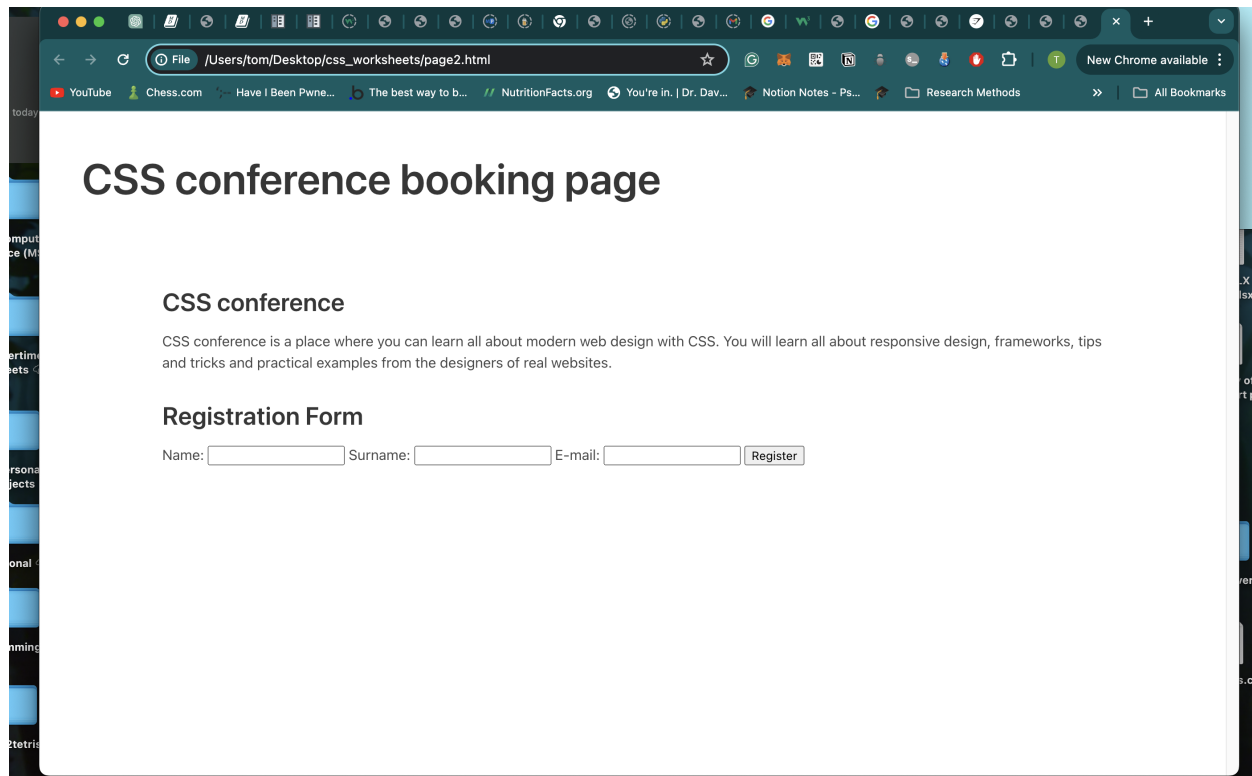 File /Users/tom/Desktop/css_worksheets/page2.html
T
New Chrome available
YouTube Chess.com Have I Been Pwne... The best way to b... NutritionFacts.org You're in. | Dr. Dav... Notion Notes - Ps... Research Methods » All Bookmarks
today
CSS conference booking page
CSS conference
CSS conference is a place where you can learn all about modern web design with CSS. You will learn all about responsive design, frameworks, tips
and tricks and practical examples from the designers of real websites.
Registration Form
Name: Surname: E-mail: Register